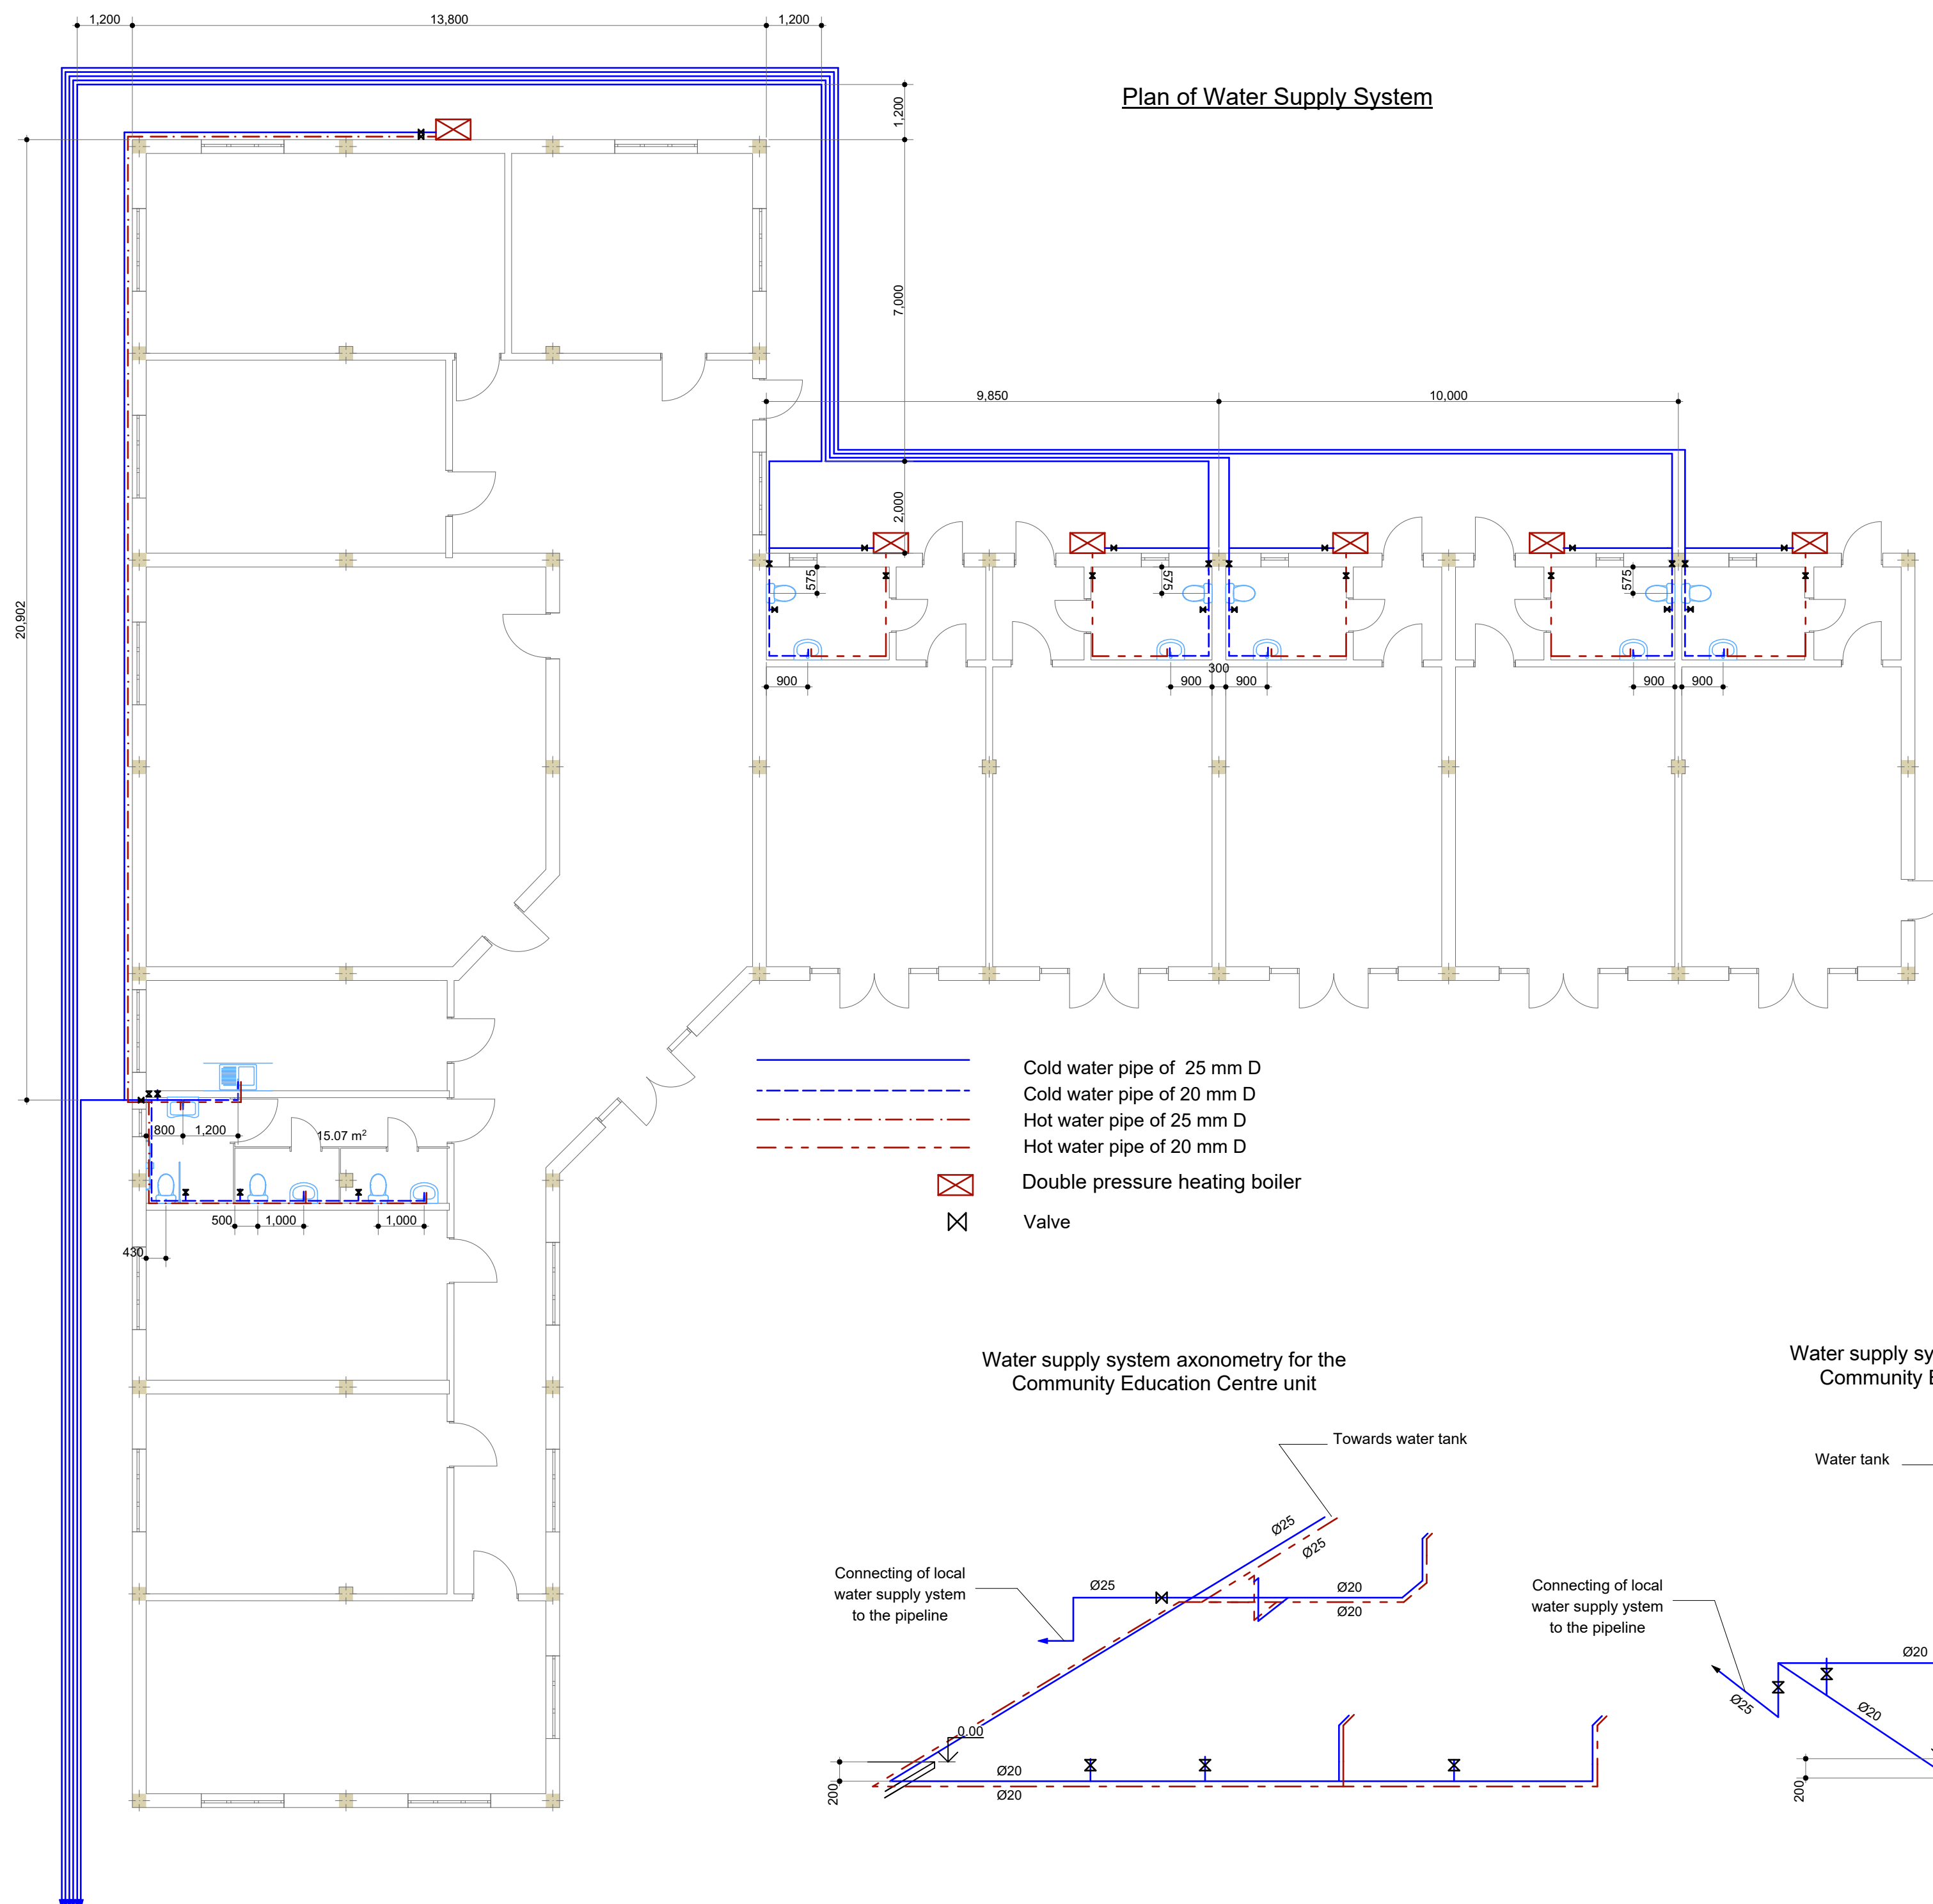 1,200
13,800
1,200
Plan of Water Supply System
1,200
7,000
9,850
10,000
2,000
575
575
575
20,902
300
900
900
900
900
900
Cold water pipe of 25 mm D
Cold water pipe of 20 mm D
Hot water pipe of 25 mm D
Hot water pipe of 20 mm D
Double pressure heating boiler
Valve
800
1,200
15.07 m²
500
1,000
1,000
430
Water supply system axonometry for the
Community Education Centre unit
Towards water tank
Ø25
Ø25
Connecting of local
water supply ystem
to the pipeline
Ø25
Ø20
Ø20
0.00
200
Ø20
Ø20
Water supply sy
Community E
Water tank
Connecting of local
water supply ystem
to the pipeline
Ø20
Ø25
Ø20
200